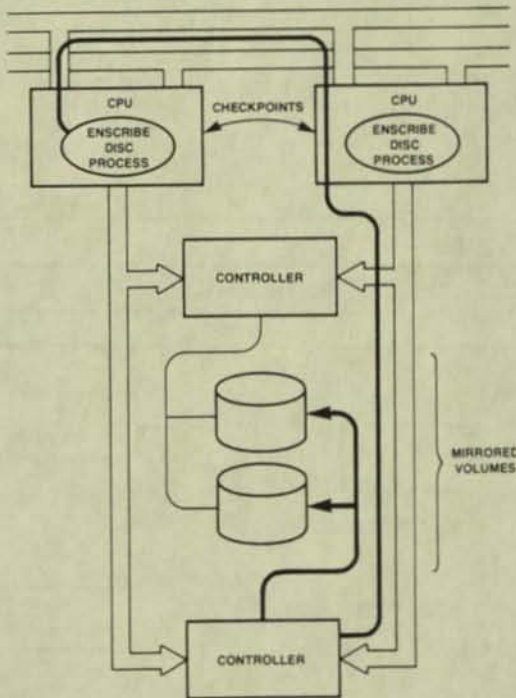 CPU
ENSCRIBE
DISC
PROCESS
CHECKPOINTS
CPU
ENSCRIBE
DISC
PROCESS
CONTROLLER
MIRRORED
VOLUMES
CONTROLLER